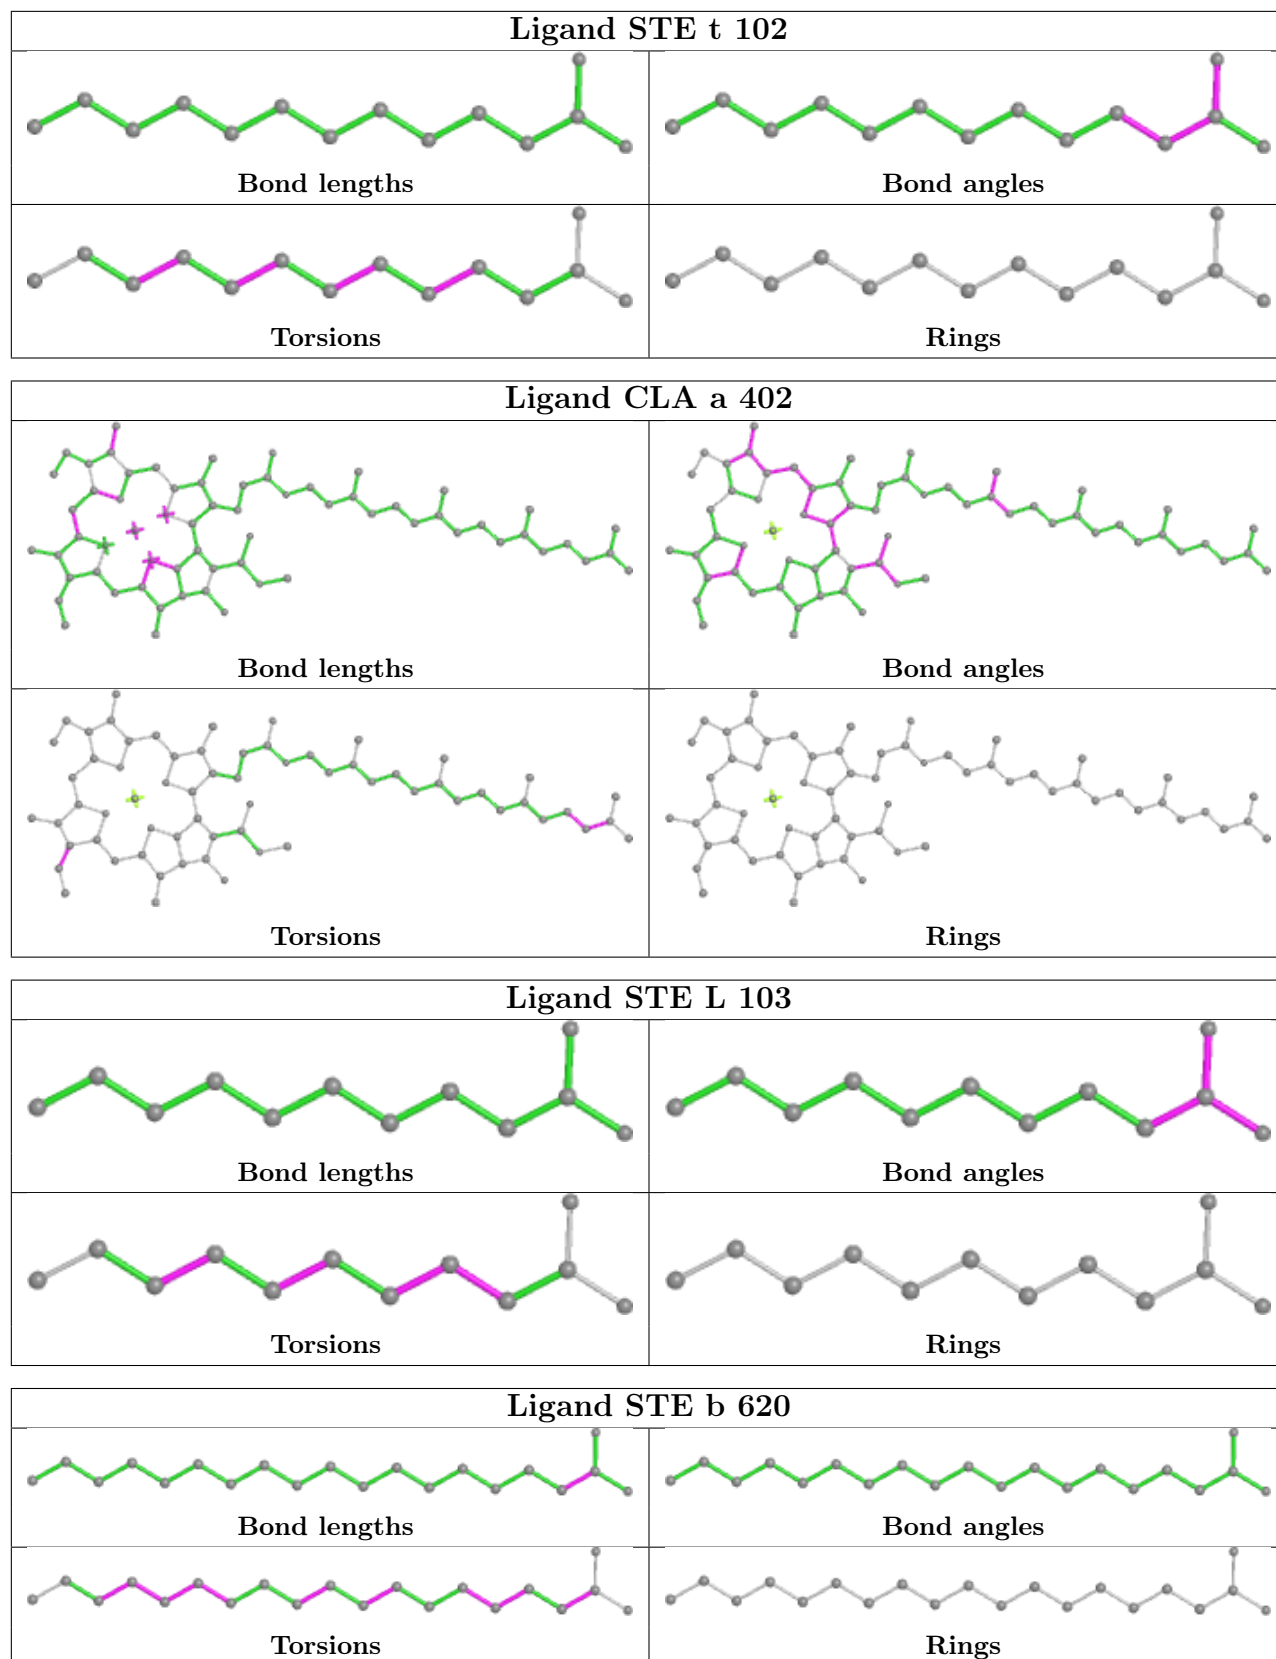 Ligand STE t 102
Bond lengths
Bond angles
Torsions
Rings
Ligand CLA a 402
Bond lengths
Bond angles
Torsions
Rings
Ligand STE L 103
Bond lengths
Bond angles
Torsions
Rings
Ligand STE b 620
Bond lengths
Bond angles
Torsions
Rings